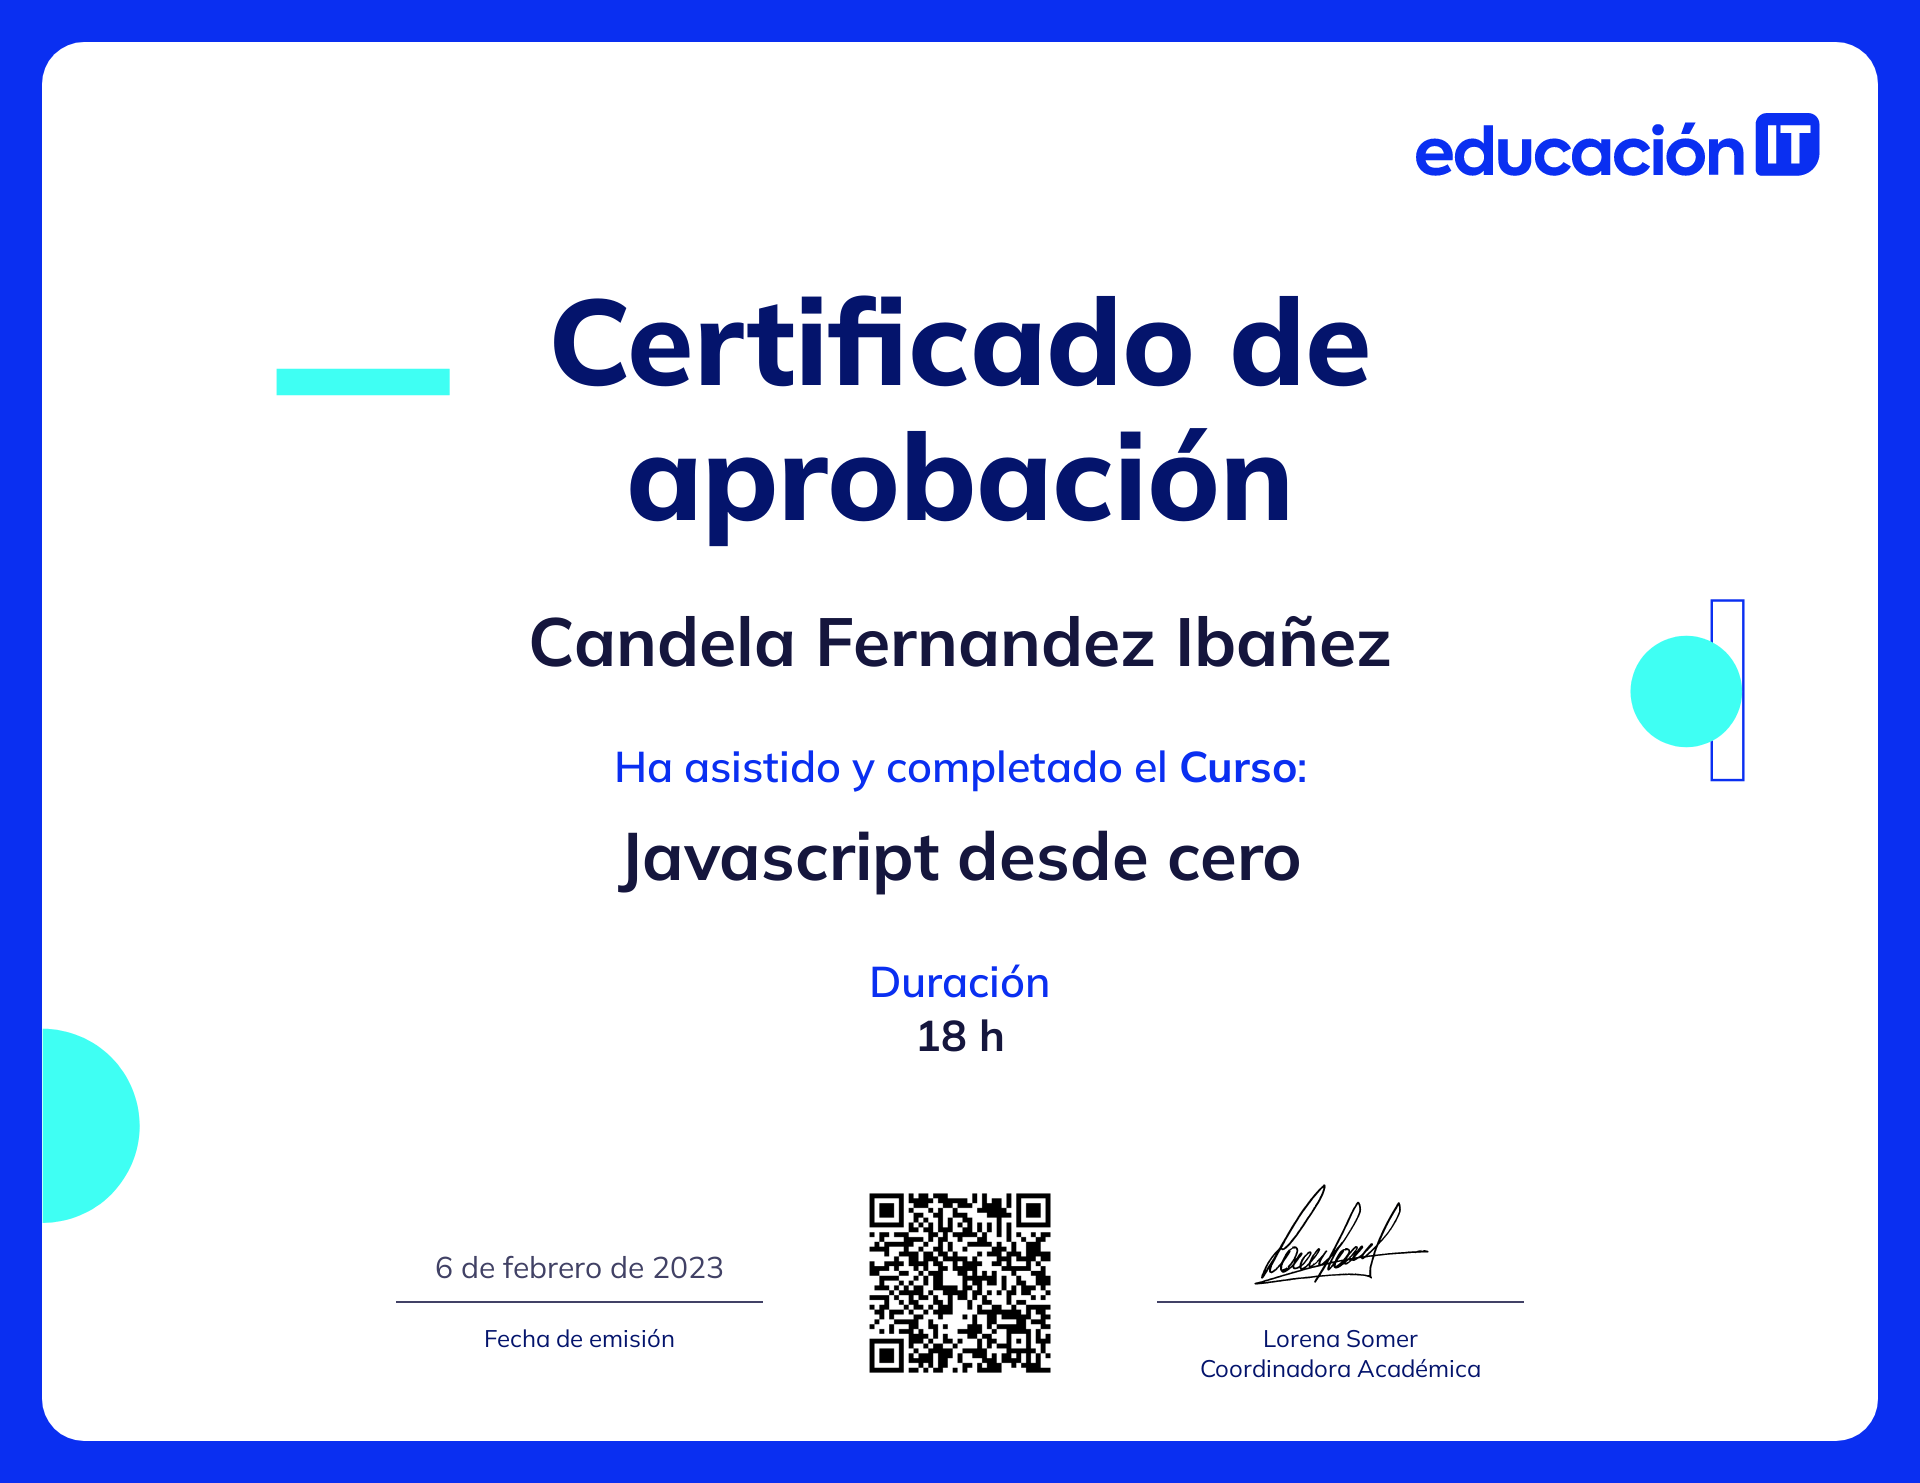 educación IT
Certificado de
aprobación
Candela Fernandez Ibañez
Ha asistido y completado el Curso:
Javascript desde cero
Duración
18 h
6 de febrero de 2023
Fecha de emisión
Lorena Somer
Coordinadora Académica